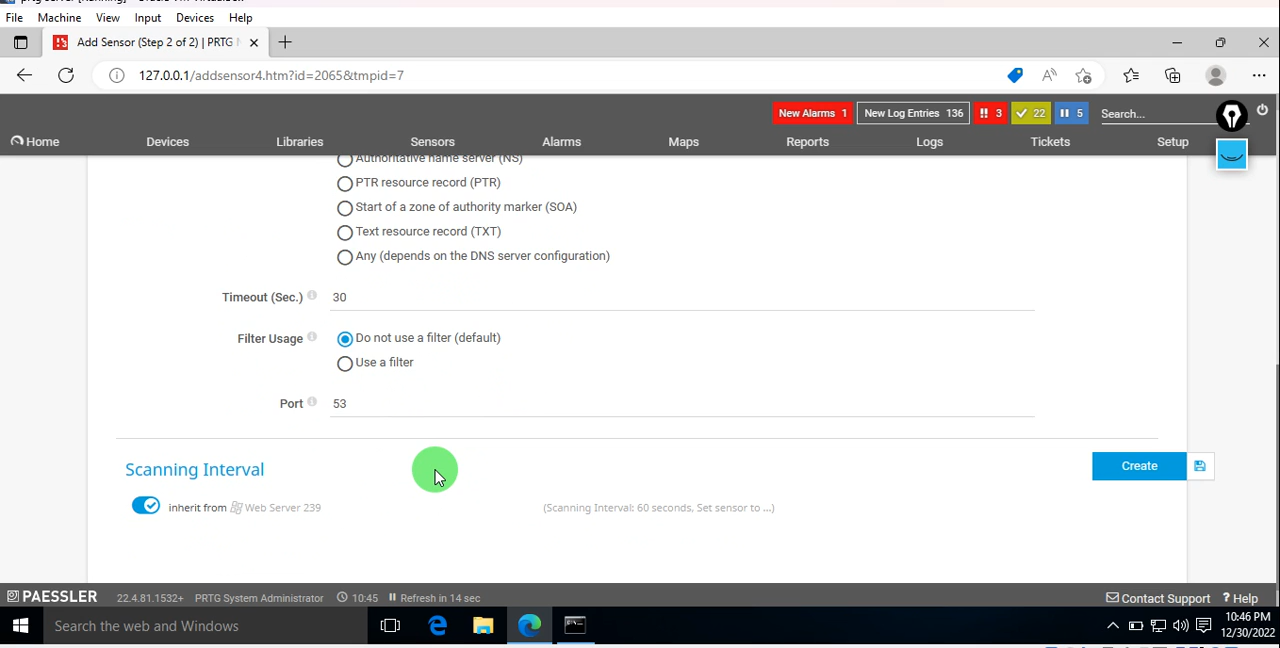 File Machine View Input Devices Help
Add Sensor (Step 2 of 2) | PRTG
127.0.0.1/addsensor4.htm?id=2065&tmpid=7
New Alarms 1 New Log Entries 136 3 22 5 Search...
Home Devices Libraries Sensors Alarms Maps Reports Logs Tickets Setup
Authoritative name server (NS)
PTR resource record (PTR)
Start of a zone of authority marker (SOA)
Text resource record (TXT)
Any (depends on the DNS server configuration)
Timeout (Sec.) 30
Filter Usage Do not use a filter (default)
Use a filter
Port 53
Scanning Interval
Create
inherit from Web Server 239 (Scanning Interval: 60 seconds, Set sensor to ...)
PAESSLER 22.4.81.1532+ PRTG System Administrator 10:45 Refresh in 14 sec Contact Support ? Help
Search the web and Windows
10:46 PM
12/30/2022